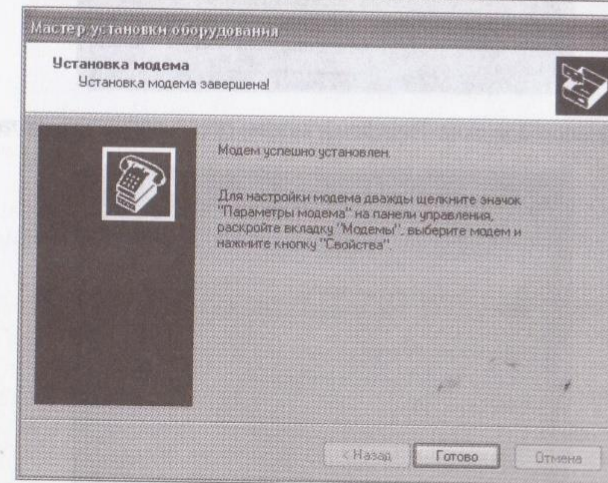 Мастер установки оборудования
Установка модема
Установка модема завершена!
Модем успешно установлен.
Для настройки модема дважды щелкните значок
"Параметры модема" на панели управления,
раскройте вкладку "Модемы", выберите модем и
нажмите кнопку "Свойства".
< Назад
Готово
Отмена